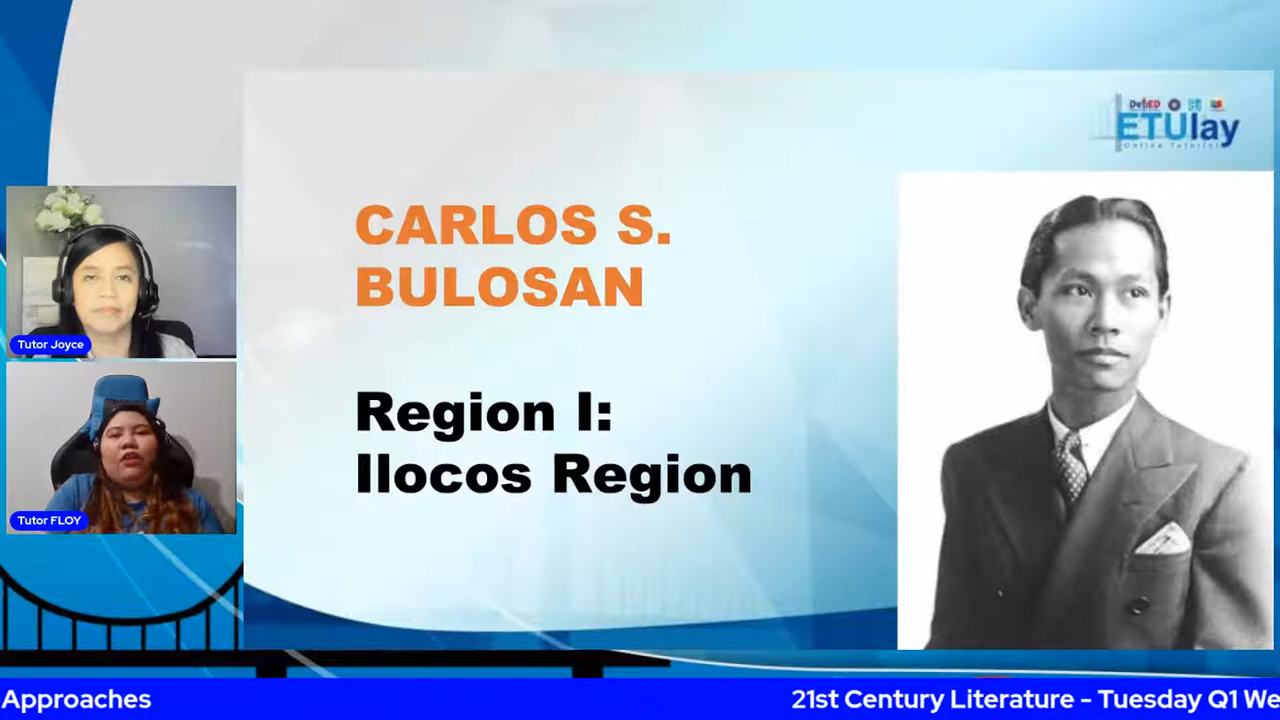 DepED
ETUlay
Online Tutorial
CARLOS S.
BULOSAN
Region I:
Ilocos Region
Tutor Joyce
Tutor FLOY
Approaches
21st Century Literature - Tuesday Q1 We